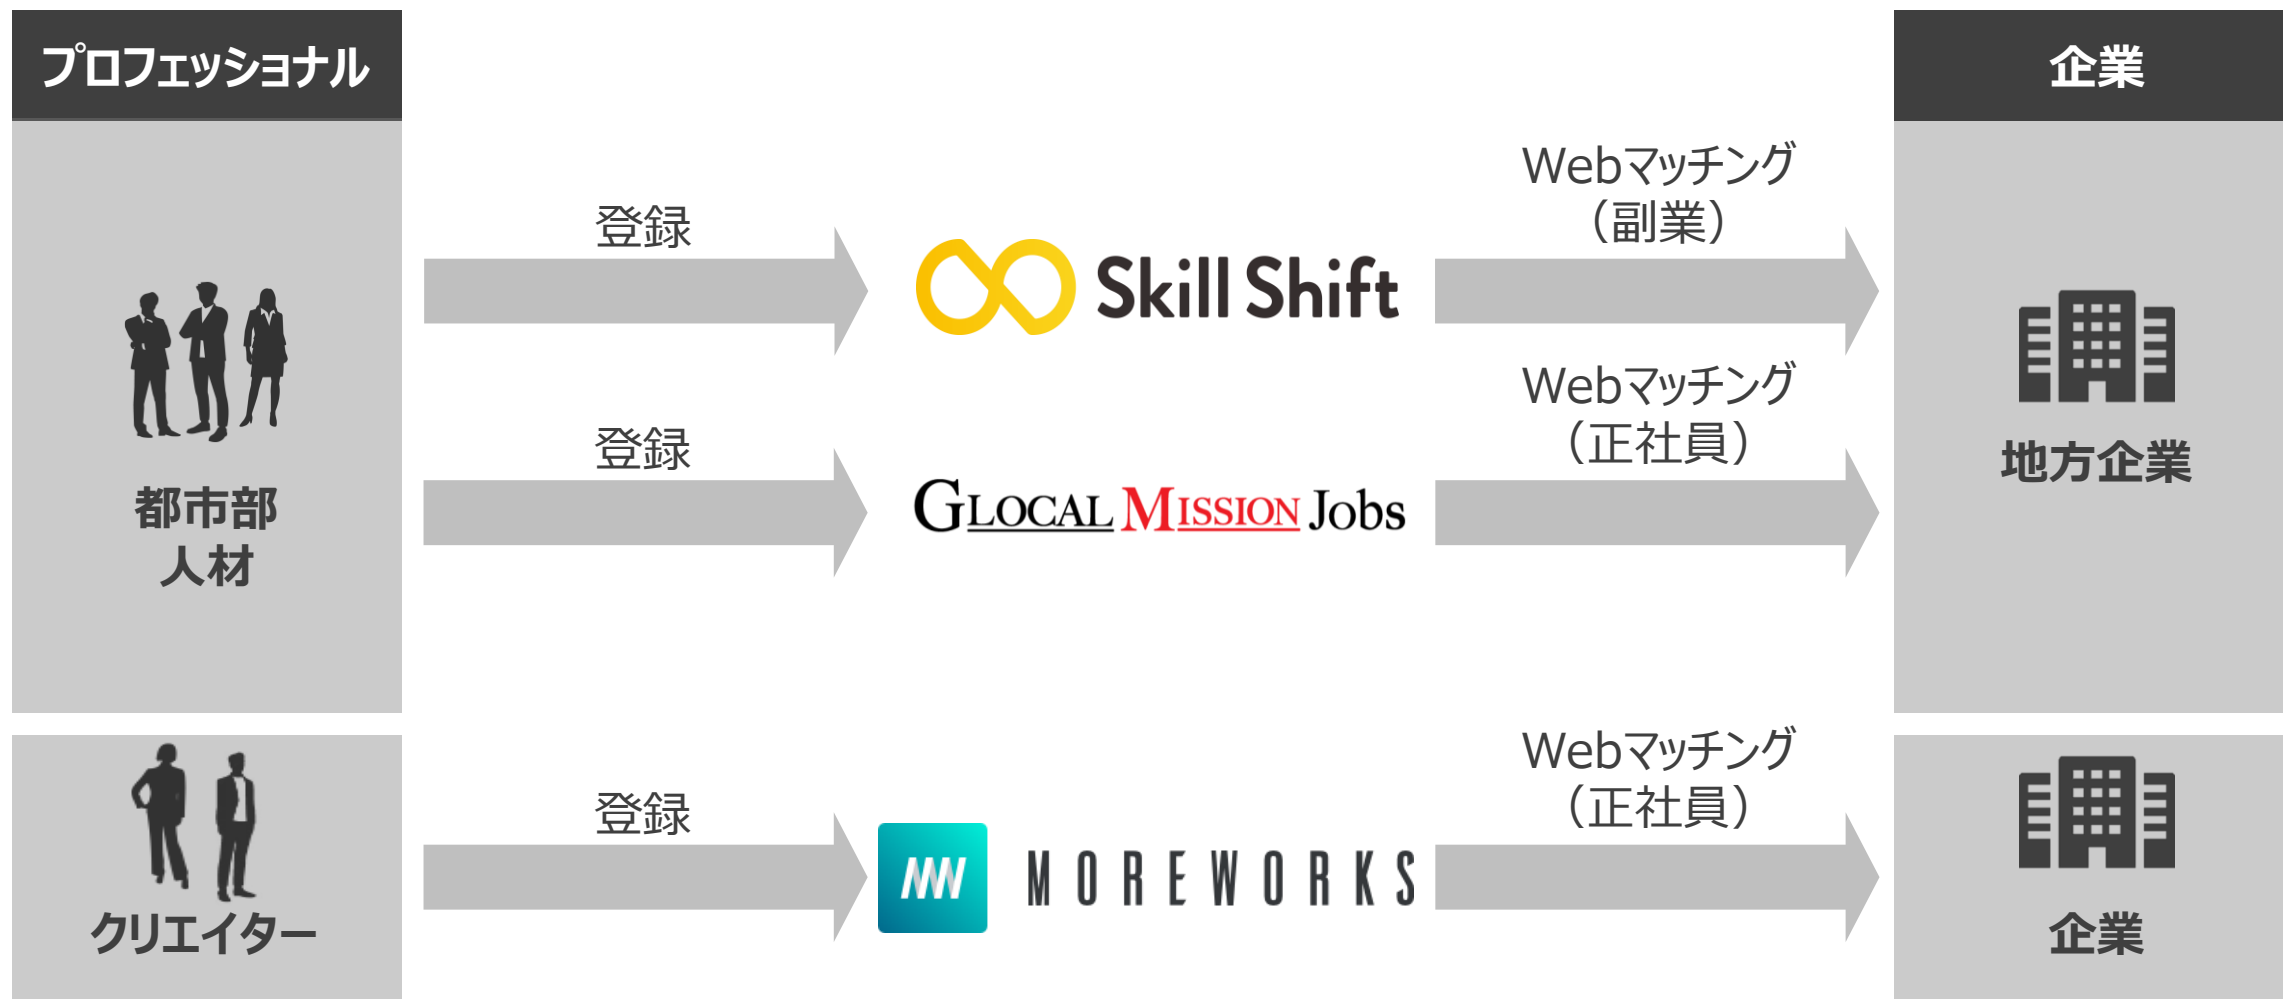 プロフェッショナル
企業
都市部
人材
登録
Skill Shift
Webマッチング
（副業）
登録
GLOCAL MISSION Jobs
Webマッチング
（正社員）
地方企業
クリエイター
登録
MOREWORKS
Webマッチング
（正社員）
企業